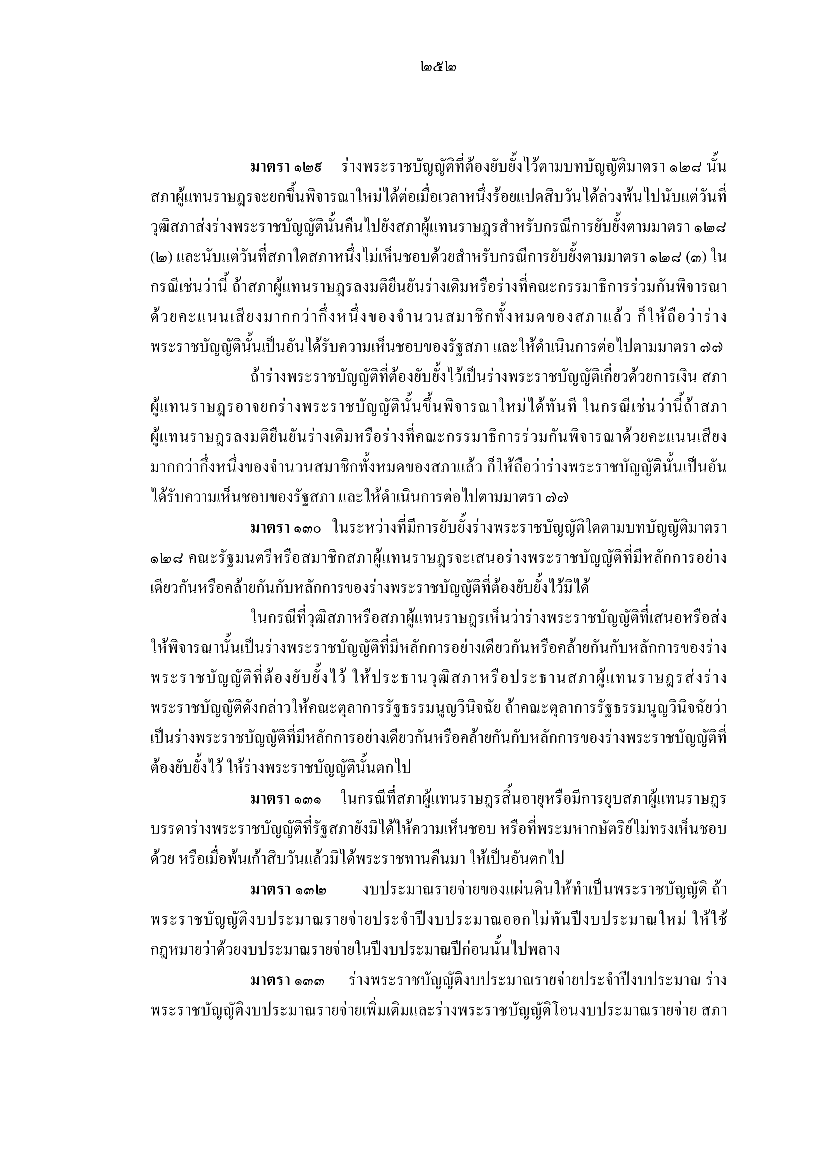 ๒๕๒
มาตรา ๑๒๙ ร่างพระราชบัญญัติที่ต้องยับยั้งไว้ตามบทบัญญัติมาตรา ๑๒๘ นั้น
สภาผู้แทนราษฎรจะยกขึ้นพิจารณาใหม่ได้ต่อเมื่อเวลาหนึ่งร้อยแปดสิบวันได้ล่วงพ้นไปนับแต่วันที่
วุฒิสภาส่งร่างพระราชบัญญัตินั้นคืนไปยังสภาผู้แทนราษฎรสำหรับกรณีการยับยั้งตามมาตรา ๑๒๘
(๒) และนับแต่วันที่สภาใดสภาหนึ่งไม่เห็นชอบด้วยสำหรับกรณีการยับยั้งตามมาตรา ๑๒๘ (๓) ใน
กรณีเช่นว่านี้ ถ้าสภาผู้แทนราษฎรลงมติยืนยันร่างเดิมหรือร่างที่คณะกรรมาธิการร่วมกันพิจารณา
ด้วยคะแนนเสียงมากกว่ากึ่งหนึ่งของจำนวนสมาชิกทั้งหมดของสภาแล้ว ก็ให้ถือว่าร่าง
พระราชบัญญัตินั้นเป็นอันได้รับความเห็นชอบของรัฐสภา และให้ดำเนินการต่อไปตามมาตรา ๗๗
ถ้าร่างพระราชบัญญัติที่ต้องยับยั้งไว้เป็นร่างพระราชบัญญัติเกี่ยวด้วยการเงิน สภา
ผู้แทนราษฎรอาจยกร่างพระราชบัญญัตินั้นขึ้นพิจารณาใหม่ได้ทันที ในกรณีเช่นว่านี้ถ้าสภา
ผู้แทนราษฎรลงมติยืนยันร่างเดิมหรือร่างที่คณะกรรมาธิการร่วมกันพิจารณาด้วยคะแนนเสียง
มากกว่ากึ่งหนึ่งของจำนวนสมาชิกทั้งหมดของสภาแล้ว ก็ให้ถือว่าร่างพระราชบัญญัตินั้นเป็นอัน
ได้รับความเห็นชอบของรัฐสภา และให้ดำเนินการต่อไปตามมาตรา ๗๗
มาตรา ๑๓๐ ในระหว่างที่มีการยับยั้งร่างพระราชบัญญัติใดตามบทบัญญัติมาตรา
๑๒๘ คณะรัฐมนตรีหรือสมาชิกสภาผู้แทนราษฎรจะเสนอร่างพระราชบัญญัติที่มีหลักการอย่าง
เดียวกันหรือคล้ายกันกับหลักการของร่างพระราชบัญญัติที่ต้องยับยั้งไว้มิได้
ในกรณีที่วุฒิสภาหรือสภาผู้แทนราษฎรเห็นว่าร่างพระราชบัญญัติที่เสนอหรือส่ง
ให้พิจารณานั้นเป็นร่างพระราชบัญญัติที่มีหลักการอย่างเดียวกันหรือคล้ายกันกับหลักการของร่าง
พระราชบัญญัติที่ต้องยับยั้งไว้ ให้ประธานวุฒิสภาหรือประธานสภาผู้แทนราษฎรส่งร่าง
พระราชบัญญัติดังกล่าวให้คณะตุลาการรัฐธรรมนูญวินิจฉัย ถ้าคณะตุลาการรัฐธรรมนูญวินิจฉัยว่า
เป็นร่างพระราชบัญญัติที่มีหลักการอย่างเดียวกันหรือคล้ายกันกับหลักการของร่างพระราชบัญญัติที่
ต้องยับยั้งไว้ ให้ร่างพระราชบัญญัตินั้นตกไป
มาตรา ๑๓๑ ในกรณีที่สภาผู้แทนราษฎรสิ้นอายุหรือมีการยุบสภาผู้แทนราษฎร
บรรดาร่างพระราชบัญญัติที่รัฐสภายังมิได้ให้ความเห็นชอบ หรือที่พระมหากษัตริย์ไม่ทรงเห็นชอบ
ด้วย หรือเมื่อพ้นเก้าสิบวันแล้วมิได้พระราชทานคืนมา ให้เป็นอันตกไป
มาตรา ๑๓๒ งบประมาณรายจ่ายของแผ่นดินให้ทำเป็นพระราชบัญญัติ ถ้า
พระราชบัญญัติงบประมาณรายจ่ายประจำปีงบประมาณออกไม่ทันปีงบประมาณใหม่ ให้ใช้
กฎหมายว่าด้วยงบประมาณรายจ่ายในปีงบประมาณปีก่อนนั้นไปพลาง
มาตรา ๑๓๓ ร่างพระราชบัญญัติงบประมาณรายจ่ายประจำปีงบประมาณ ร่าง
พระราชบัญญัติงบประมาณรายจ่ายเพิ่มเติมและร่างพระราชบัญญัติโอนงบประมาณรายจ่าย สภา